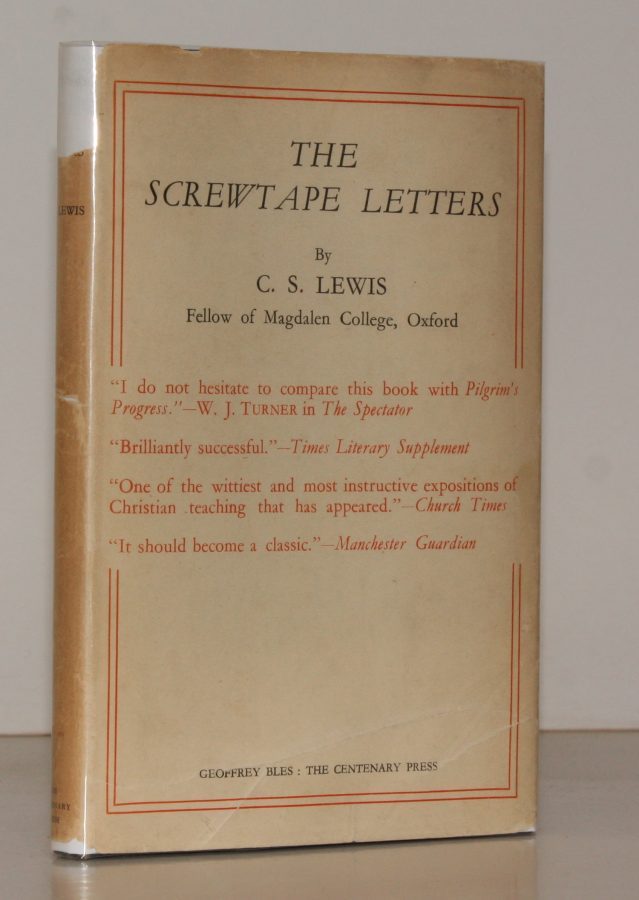 THE
SCREWTAPE LETTERS
By
C. S. LEWIS
Fellow of Magdalen College, Oxford
“I do not hesitate to compare this book with Pilgrim’s
Progress.”—W. J. TURNER in The Spectator
“Brilliantly successful.”—Times Literary Supplement
“One of the wittiest and most instructive expositions of
Christian teaching that has appeared.”—Church Times
“It should become a classic.”—Manchester Guardian
GEOFFREY BLES : THE CENTENARY PRESS
LEWIS